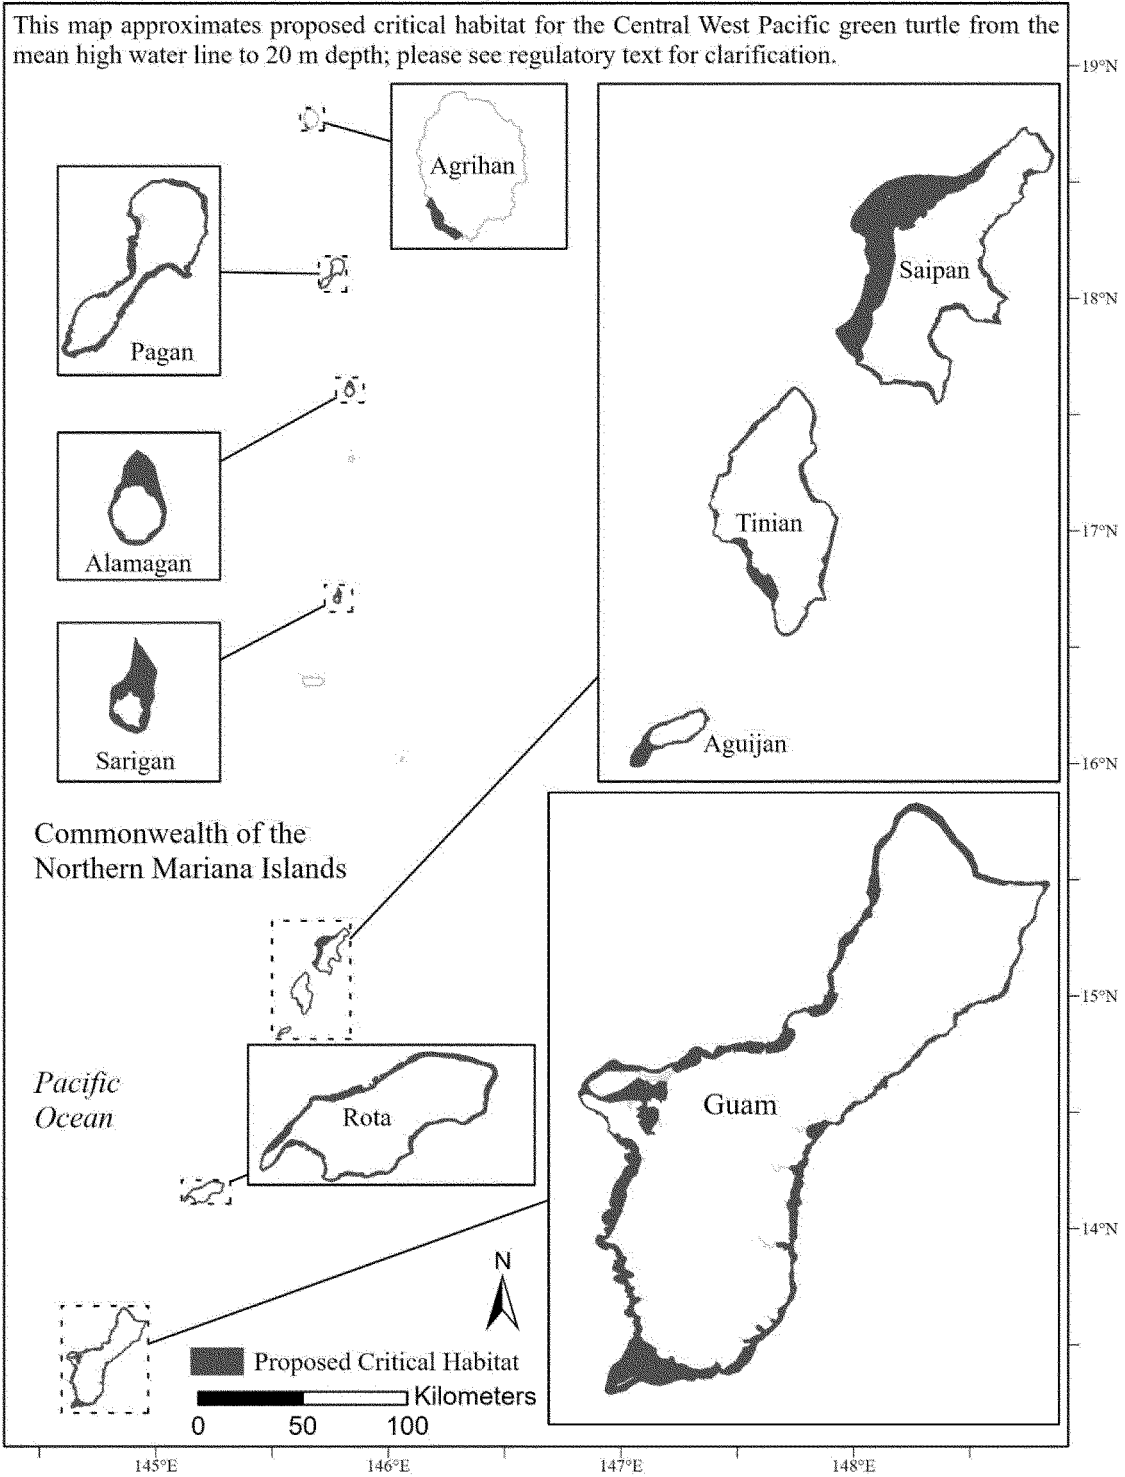 This map approximates proposed critical habitat for the Central West Pacific green turtle from the
mean high water line to 20 m depth; please see regulatory text for clarification.
19°N
Agrihan
Saipan
Pagan
18°N
Alamagan
Tinian
17°N
Sarigan
Aguijan
16°N
Commonwealth of the
Northern Mariana Islands
15°N
Pacific
Ocean
Rota
Guam
14°N
N
Proposed Critical Habitat
Kilometers
0 50 100
145°E 146°E 147°E 148°E